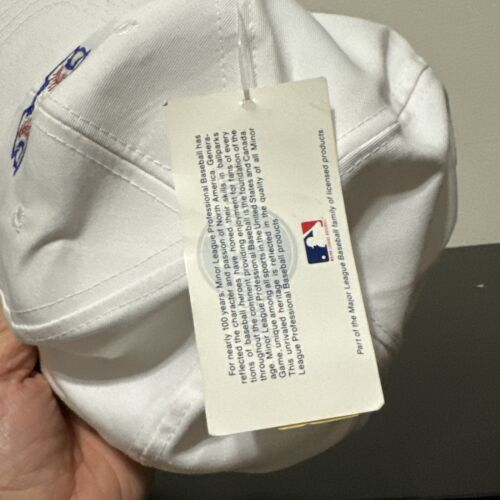 For nearly 100 years, Minor League Professional Baseball has
reflected the character and passion of North America. Genera-
tions of baseball heroes have honed their skills in ballparks
throughout the continent providing enjoyment for fans of every
age. Minor League Professional Baseball is the foundation of the
Game, unique among all sports in the United States and Canada.
This unrivaled heritage is reflected in the quality of all Minor
League Professional Baseball products.
Part of the Major League Baseball family of licensed products.